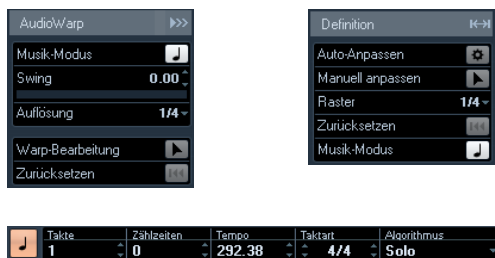 AudioWarp
Musik-Modus
Swing 0.00
Auflösung 1/4
Warp-Bearbeitung
Zurücksetzen
Definition
Auto-Anpassen
Manuell anpassen
Raster 1/4
Zurücksetzen
Musik-Modus
Takte Zählzeiten Tempo Taktart Algorithmus
1 0 292.38 4/4 Solo